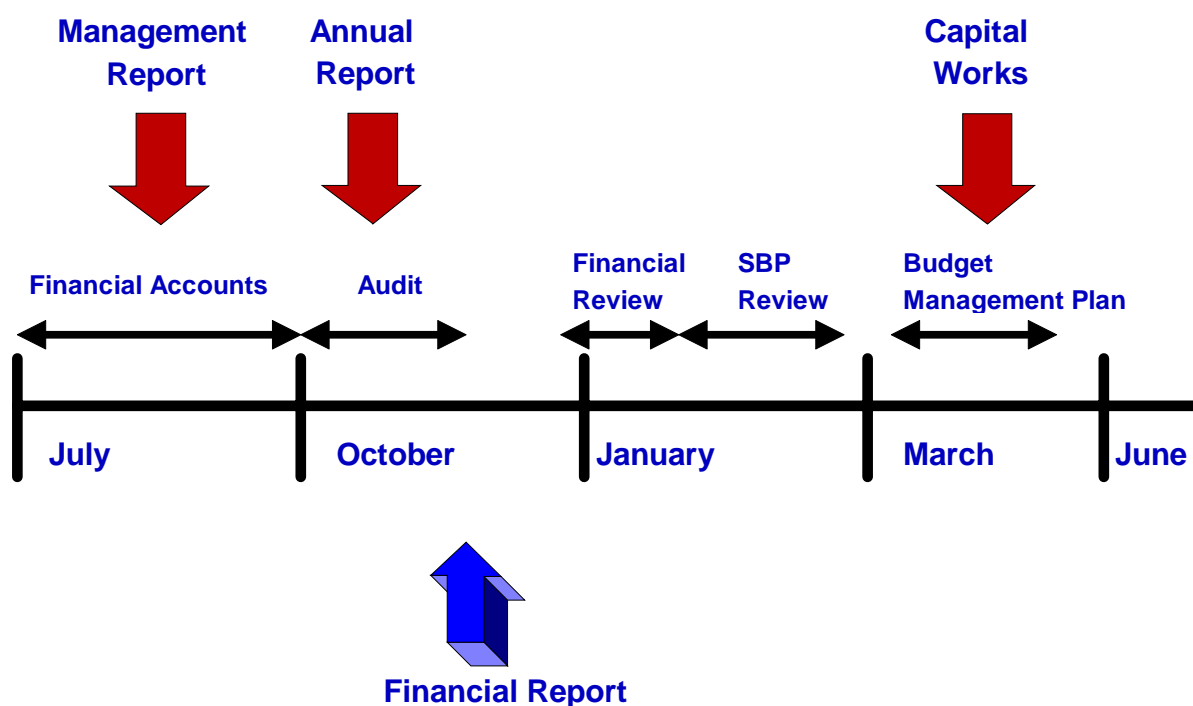 Management
Report
Annual
Report
Capital
Works
Financial Accounts
Audit
Financial
Review
SBP
Review
Budget
Management Plan
July
October
January
March
June
Financial Report